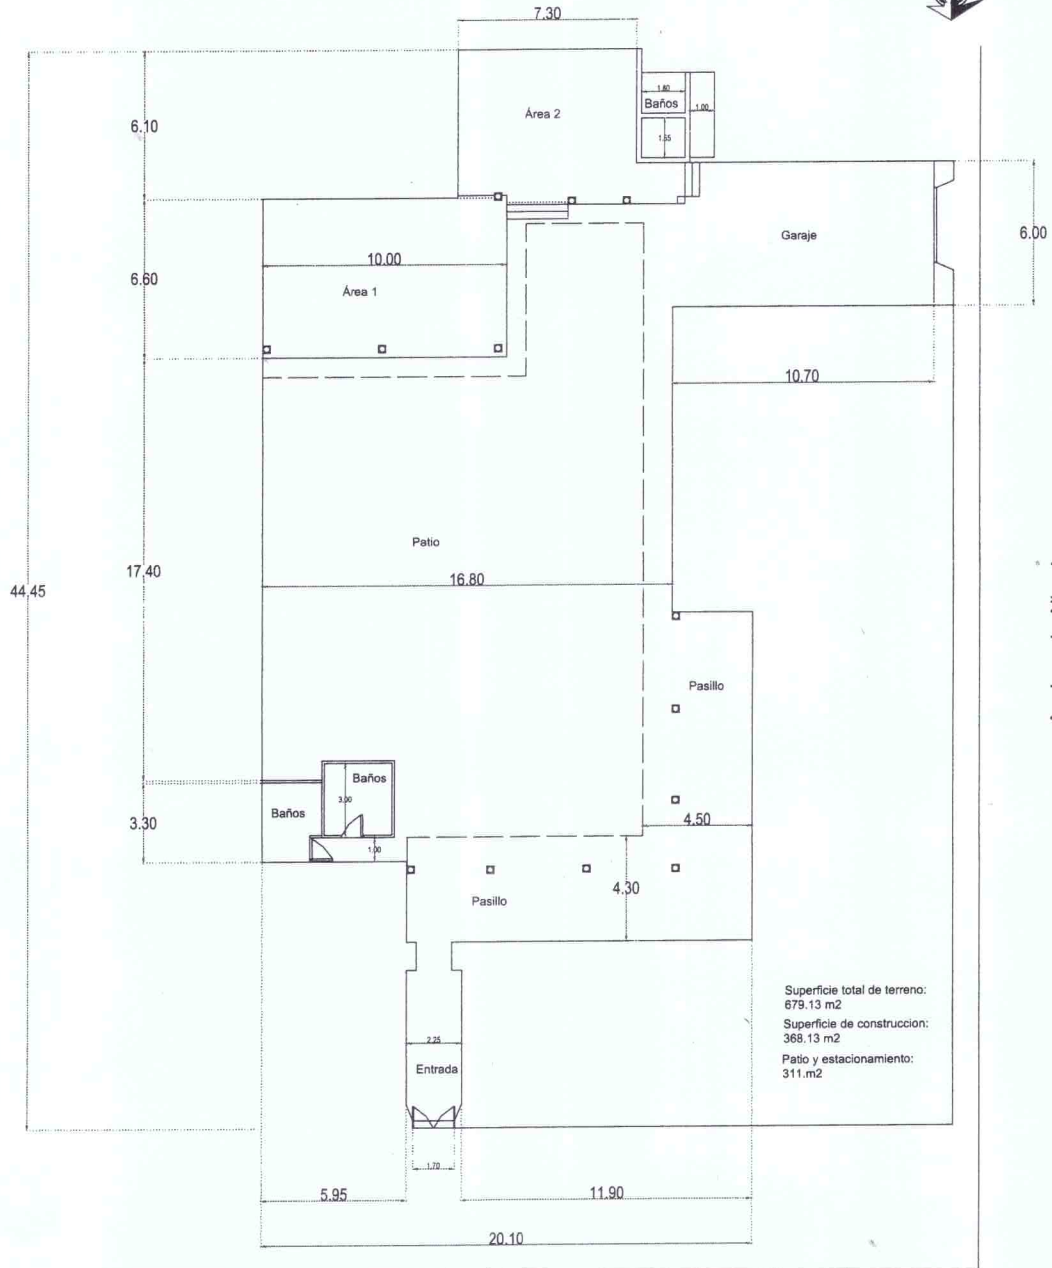 7.30
1.60
Baños
1.00
Área 2
1.55
6.10
Garaje
6.00
10.00
6.60
Área 1
10.70
Patio
17.40
16.80
44.45
Pasillo
Baños
3.00
Baños
3.30
4.50
1.00
4.30
Pasillo
Superficie total de terreno:
679.13 m2
Superficie de construccion:
368.13 m2
Patio y estacionamiento:
311.m2
2.25
Entrada
1.70
5.95
11.90
20.10